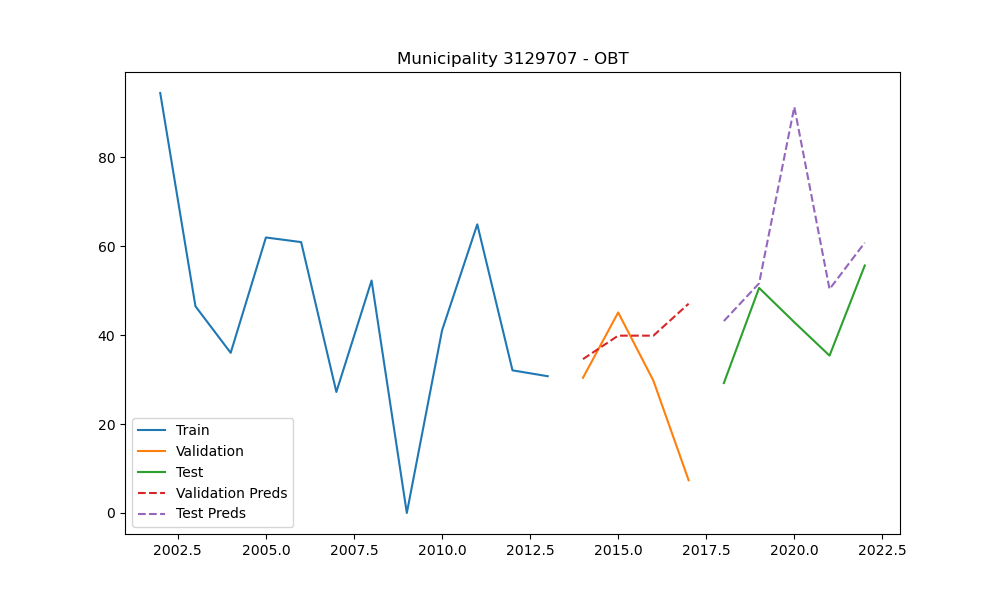 Municipality 3129707 - OBT
80
60
40
20
0
Train
Validation
Test
Validation Preds
Test Preds
2002.5 2005.0 2007.5 2010.0 2012.5 2015.0 2017.5 2020.0 2022.5